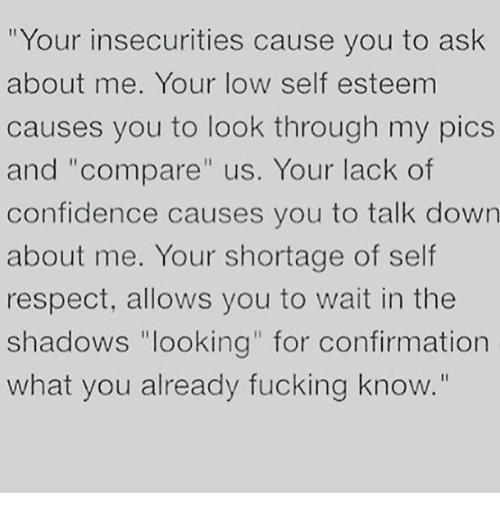 "Your insecurities cause you to ask
about me. Your low self esteem
causes you to look through my pics
and "compare" us. Your lack of
confidence causes you to talk down
about me. Your shortage of self
respect, allows you to wait in the
shadows "looking" for confirmation
what you already fucking know."